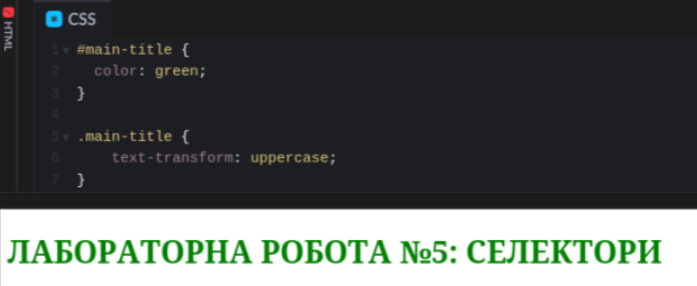 HTML
CSS
1 #main-title {
2 color: green;
3 }
4
5 .main-title {
6 text-transform: uppercase;
7 }
ЛАБОРАТОРНА РОБОТА №5: СЕЛЕКТОРИ